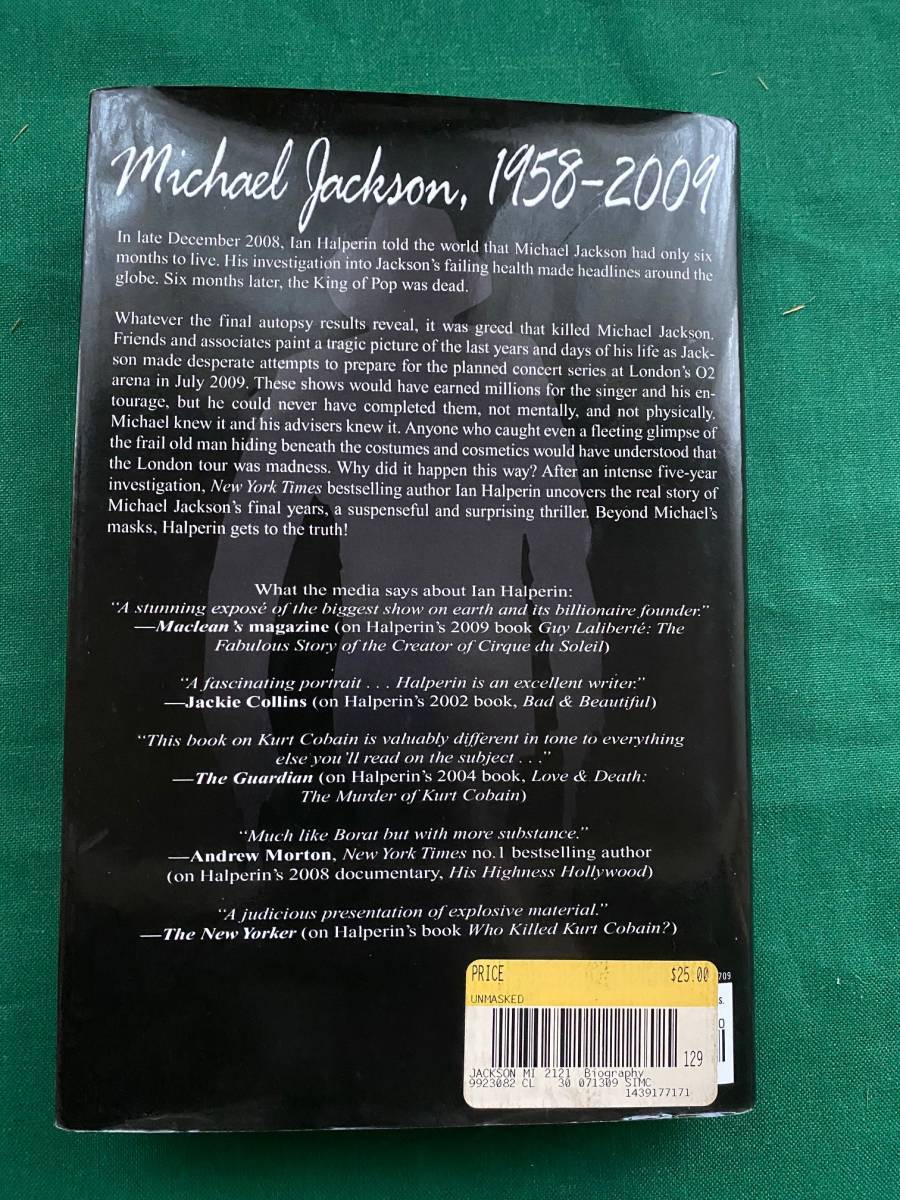 Michael Jackson, 1958–2009
In late December 2008, Ian Halperin told the world that Michael Jackson had only six
months to live. His investigation into Jackson's failing health made headlines around the
globe. Six months later, the King of Pop was dead.
Whatever the final autopsy results reveal, it was greed that killed Michael Jackson.
Friends and associates paint a tragic picture of the last years and days of his life as Jack-
son made desperate attempts to prepare for the planned concert series at London's O2
arena in July 2009. These shows would have earned millions for the singer and his en-
tourage, but he could never have completed them, not mentally, and not physically.
Michael knew it and his advisers knew it. Anyone who caught even a fleeting glimpse of
the frail old man hiding beneath the costumes and cosmetics would have understood that
the London tour was madness. Why did it happen this way? After an intense five-year
investigation, New York Times bestselling author Ian Halperin uncovers the real story of
Michael Jackson's final years, a suspenseful and surprising thriller. Beyond Michael's
masks, Halperin gets to the truth!
What the media says about Ian Halperin:
"A stunning exposé of the biggest show on earth and its billionaire founder."
—Maclean's magazine (on Halperin's 2009 book Guy Laliberté: The
Fabulous Story of the Creator of Cirque du Soleil)
"A fascinating portrait . . . Halperin is an excellent writer."
—Jackie Collins (on Halperin's 2002 book, Bad & Beautiful)
"This book on Kurt Cobain is valuably different in tone to everything
else you'll read on the subject . . ."
—The Guardian (on Halperin's 2004 book, Love & Death:
The Murder of Kurt Cobain)
"Much like Borat but with more substance."
—Andrew Morton, New York Times no.1 bestselling author
(on Halperin's 2008 documentary, His Highness Hollywood)
"A judicious presentation of explosive material."
—The New Yorker (on Halperin's book Who Killed Kurt Cobain?)
PRICE $25.00
709
UNMASKED
s.
0
129
JACKSON MI 2121 Biography
9923082 CL 30 071309 SIMC
1439177171